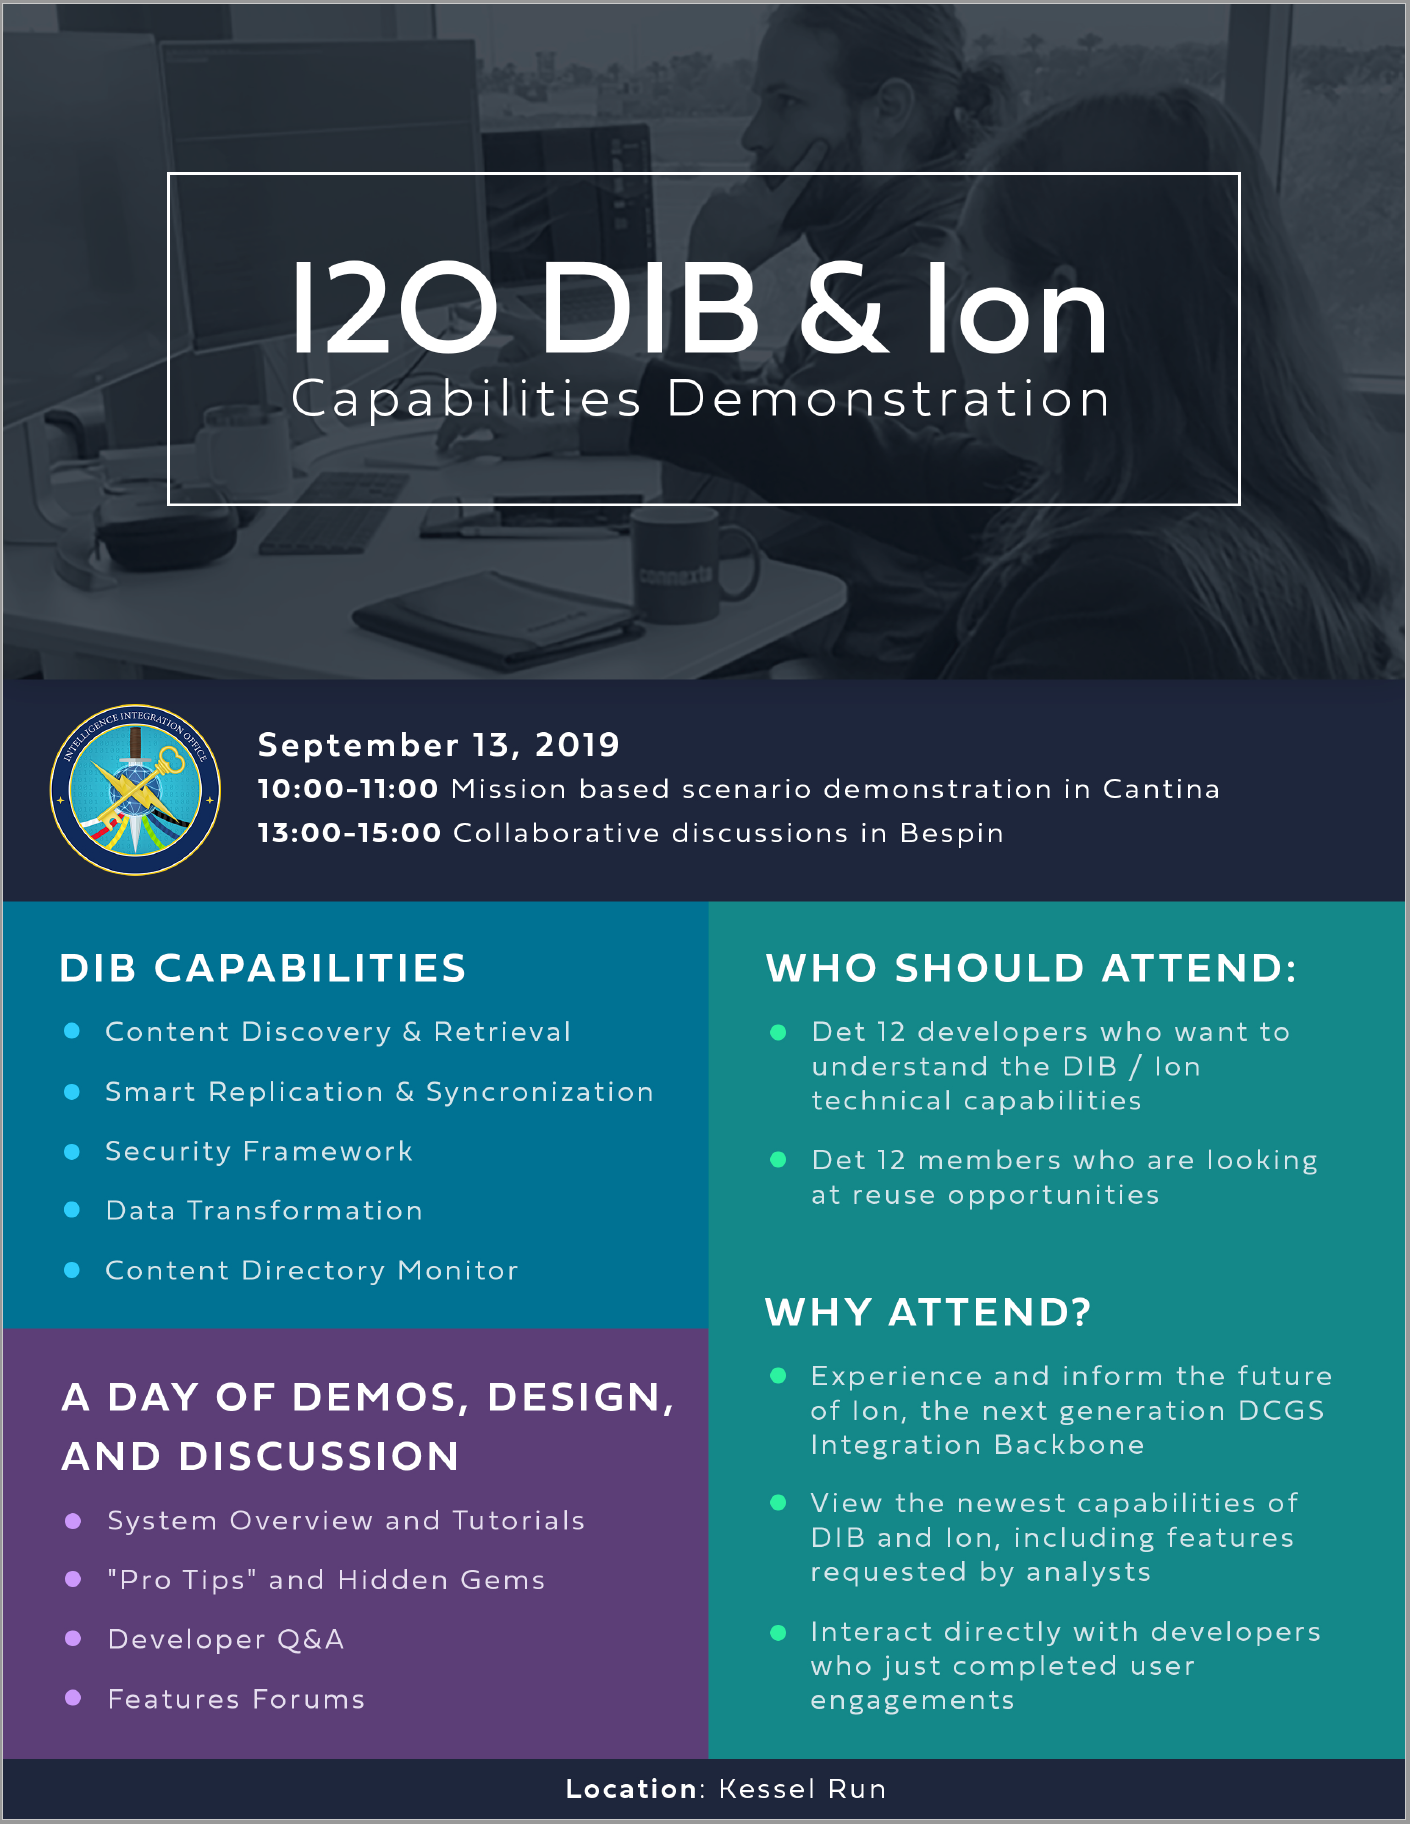 I2O DIB & Ion
Capabilities Demonstration
connexta
INTELLIGENCE INTEGRATION OFFICE
September 13, 2019
10:00-11:00 Mission based scenario demonstration in Cantina
13:00-15:00 Collaborative discussions in Bespin
DIB CAPABILITIES
Content Discovery & Retrieval
Smart Replication & Syncronization
Security Framework
Data Transformation
Content Directory Monitor
A DAY OF DEMOS, DESIGN,
AND DISCUSSION
System Overview and Tutorials
"Pro Tips" and Hidden Gems
Developer Q&A
Features Forums
WHO SHOULD ATTEND:
Det 12 developers who want to
understand the DIB / Ion
technical capabilities
Det 12 members who are looking
at reuse opportunities
WHY ATTEND?
Experience and inform the future
of Ion, the next generation DCGS
Integration Backbone
View the newest capabilities of
DIB and Ion, including features
requested by analysts
Interact directly with developers
who just completed user
engagements
Location: Kessel Run